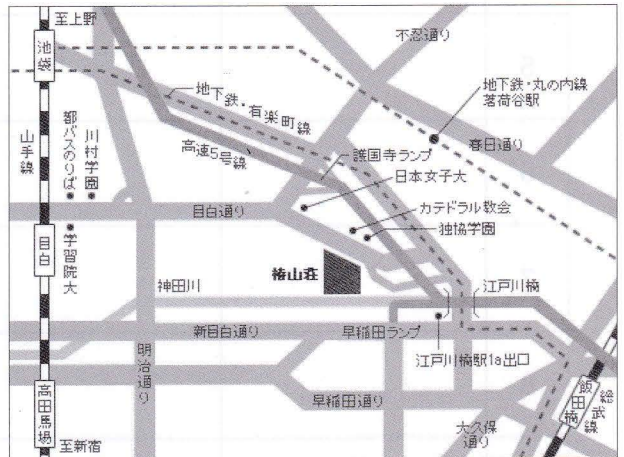 至上野
池袋
不忍通り
地下鉄・有楽町線
地下鉄・丸の内線
茗荷谷駅
山手線
都バスのりば
川村学園
高速5号線
護国寺ランプ
春日通り
日本女子大
目白通り
カテドラル教会
独協学園
目白
学習院大
椿山荘
神田川
江戸川橋
新目白通り
早稲田ランプ
江戸川橋駅1a出口
明治通り
高田馬場
早稲田通り
飯田橋
総武線
大久保
通り
至新宿